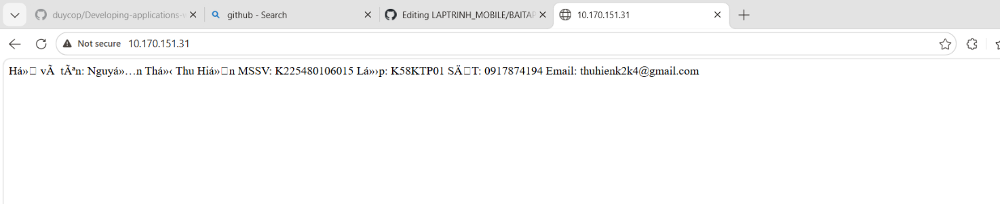 duycop/Developing-applications-
github - Search
Editing LAPTRINH_MOBILE/BAITAP
10.170.151.31
Not secure 10.170.151.31
Há»□ vÃ tÃªn: Nguyá»…n Thá»‹ Thu Hiá»□n MSSV: K225480106015 Lá»›p: K58KTP01 SÄ□T: 0917874194 Email: thuhienk2k4@gmail.com